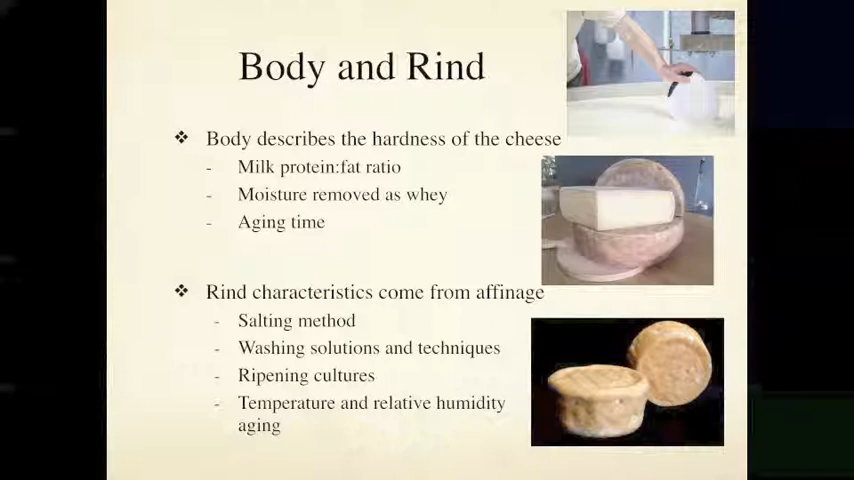 Body and Rind
❖ Body describes the hardness of the cheese
- Milk protein:fat ratio
- Moisture removed as whey
- Aging time
❖ Rind characteristics come from affinage
- Salting method
- Washing solutions and techniques
- Ripening cultures
- Temperature and relative humidity
aging